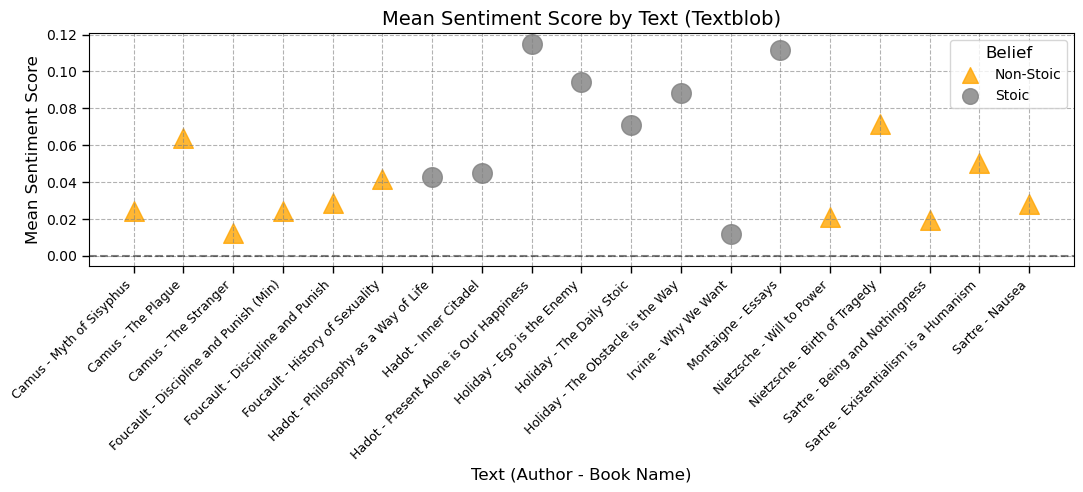 Mean Sentiment Score by Text (Textblob)
Mean Sentiment Score
0.12
0.10
0.08
0.06
0.04
0.02
0.00
Belief
Non-Stoic
Stoic
Camus - Myth of Sisyphus
Camus - The Plague
Camus - The Stranger
Foucault - Discipline and Punish (Min)
Foucault - Discipline and Punish
Foucault - History of Sexuality
Hadot - Philosophy as a Way of Life
Hadot - Inner Citadel
Hadot - Present Alone is Our Happiness
Holiday - Ego is the Enemy
Holiday - The Daily Stoic
Holiday - The Obstacle is the Way
Irvine - Why We Want
Montaigne - Essays
Nietzsche - Will to Power
Nietzsche - Birth of Tragedy
Sartre - Being and Nothingness
Sartre - Existentialism is a Humanism
Sartre - Nausea
Text (Author - Book Name)